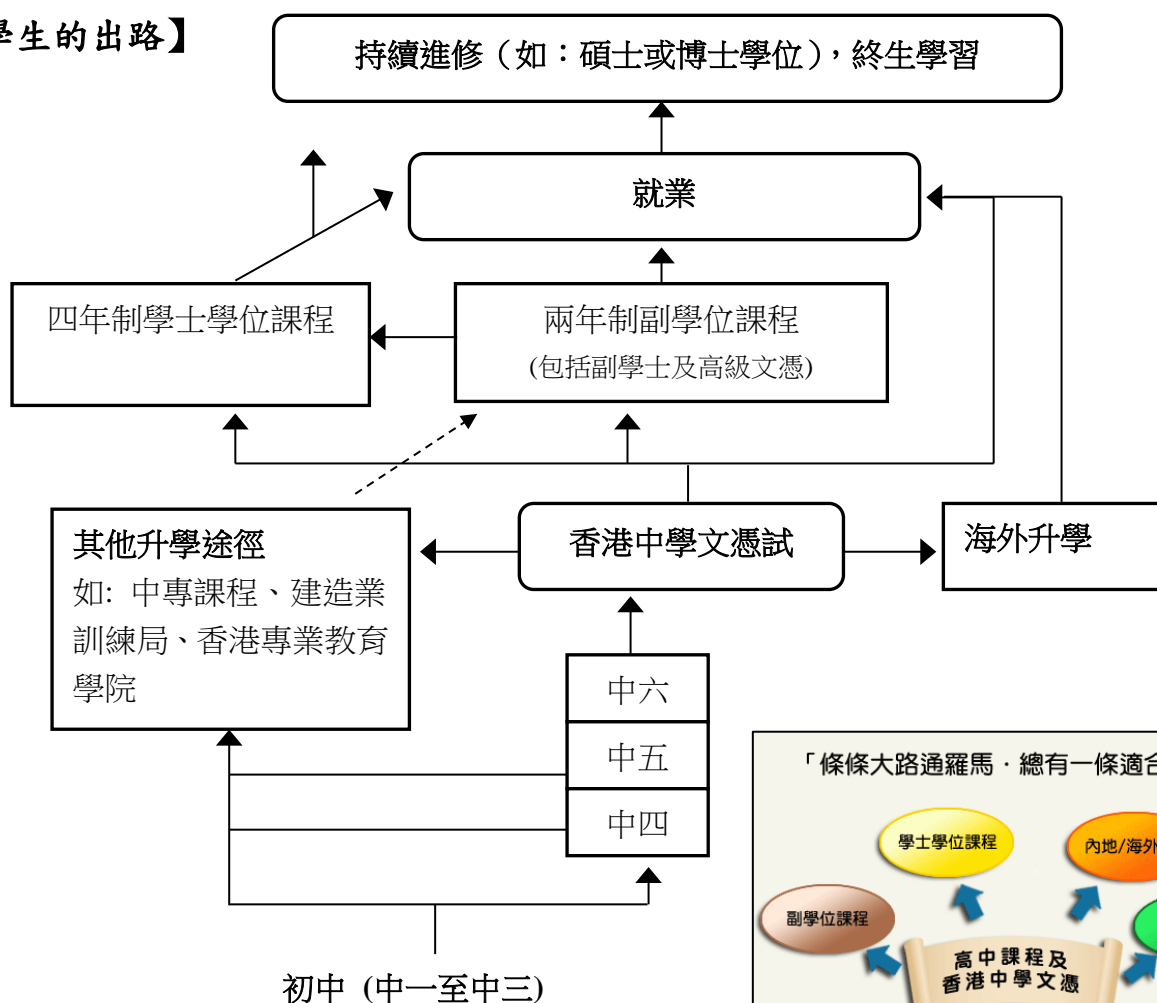 學生的出路】
持續進修（如：碩士或博士學位），終生學習
就業
四年制學士學位課程
兩年制副學位課程
(包括副學士及高級文憑)
其他升學途徑
如: 中專課程、建造業
訓練局、香港專業教育
學院
香港中學文憑試
海外升學
中六
中五
中四
初中 (中一至中三)
「條條大路通羅馬．總有一條適合
學士學位課程
內地/海外
副學位課程
高中課程及
香港中學文憑